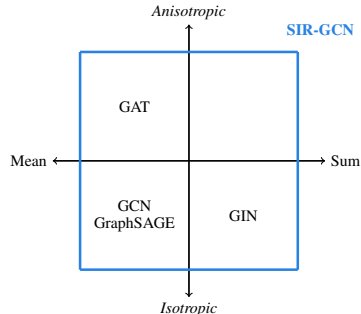 Anisotropic
SIR-GCN
GAT
Mean
Sum
GCN
GraphSAGE
GIN
Isotropic